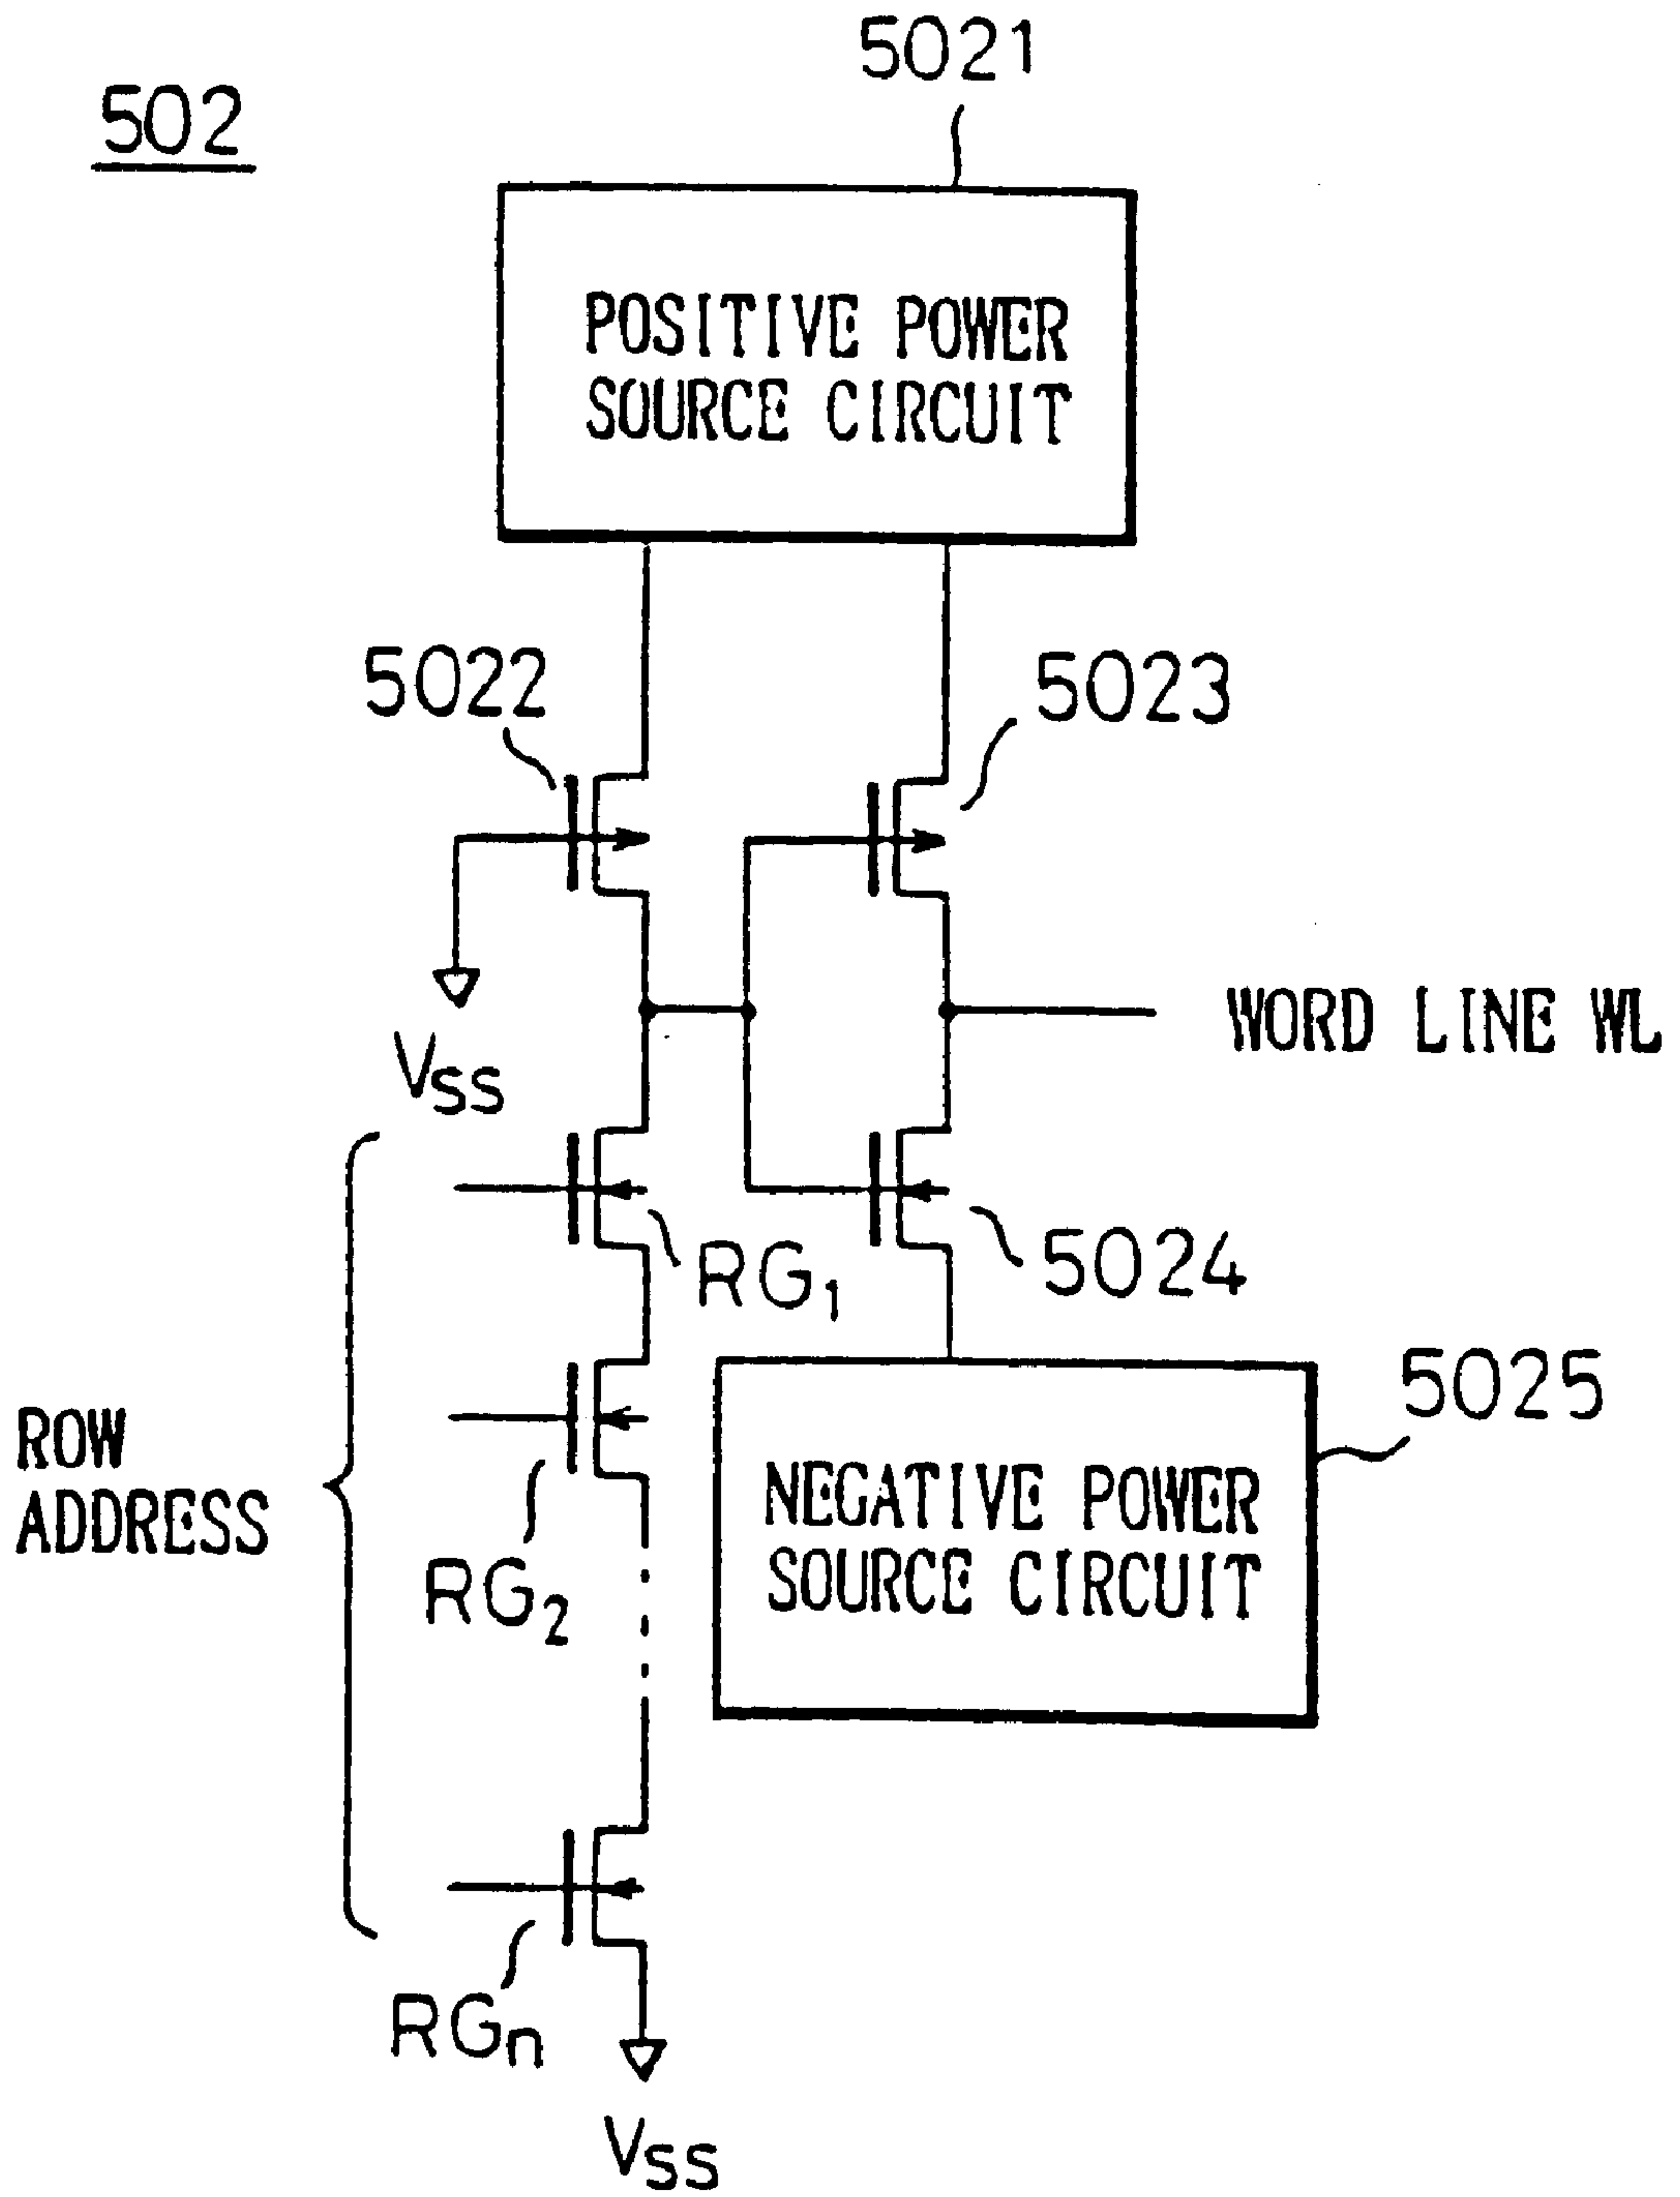 502
5021
POSITIVE POWER
SOURCE CIRCUIT
5022
5023
VSS
WORD LINE WL
RG1
5024
ROW
ADDRESS
RG2
5025
NEGATIVE POWER
SOURCE CIRCUIT
RGn
VSS